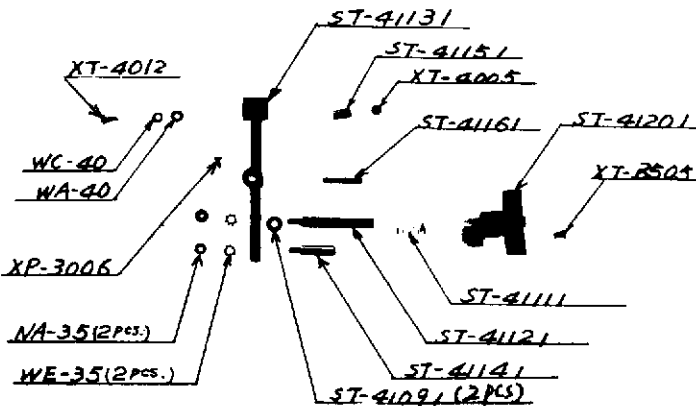 ST-41131
ST-41151
XT-4012
XT-4005
ST-41161
ST-41201
WC-40
WA-40
XT-3505
XP-3006
ST-41111
NA-35(2pcs.)
ST-41121
WE-35(2pcs.)
ST-41141
ST-41091 (2pcs)